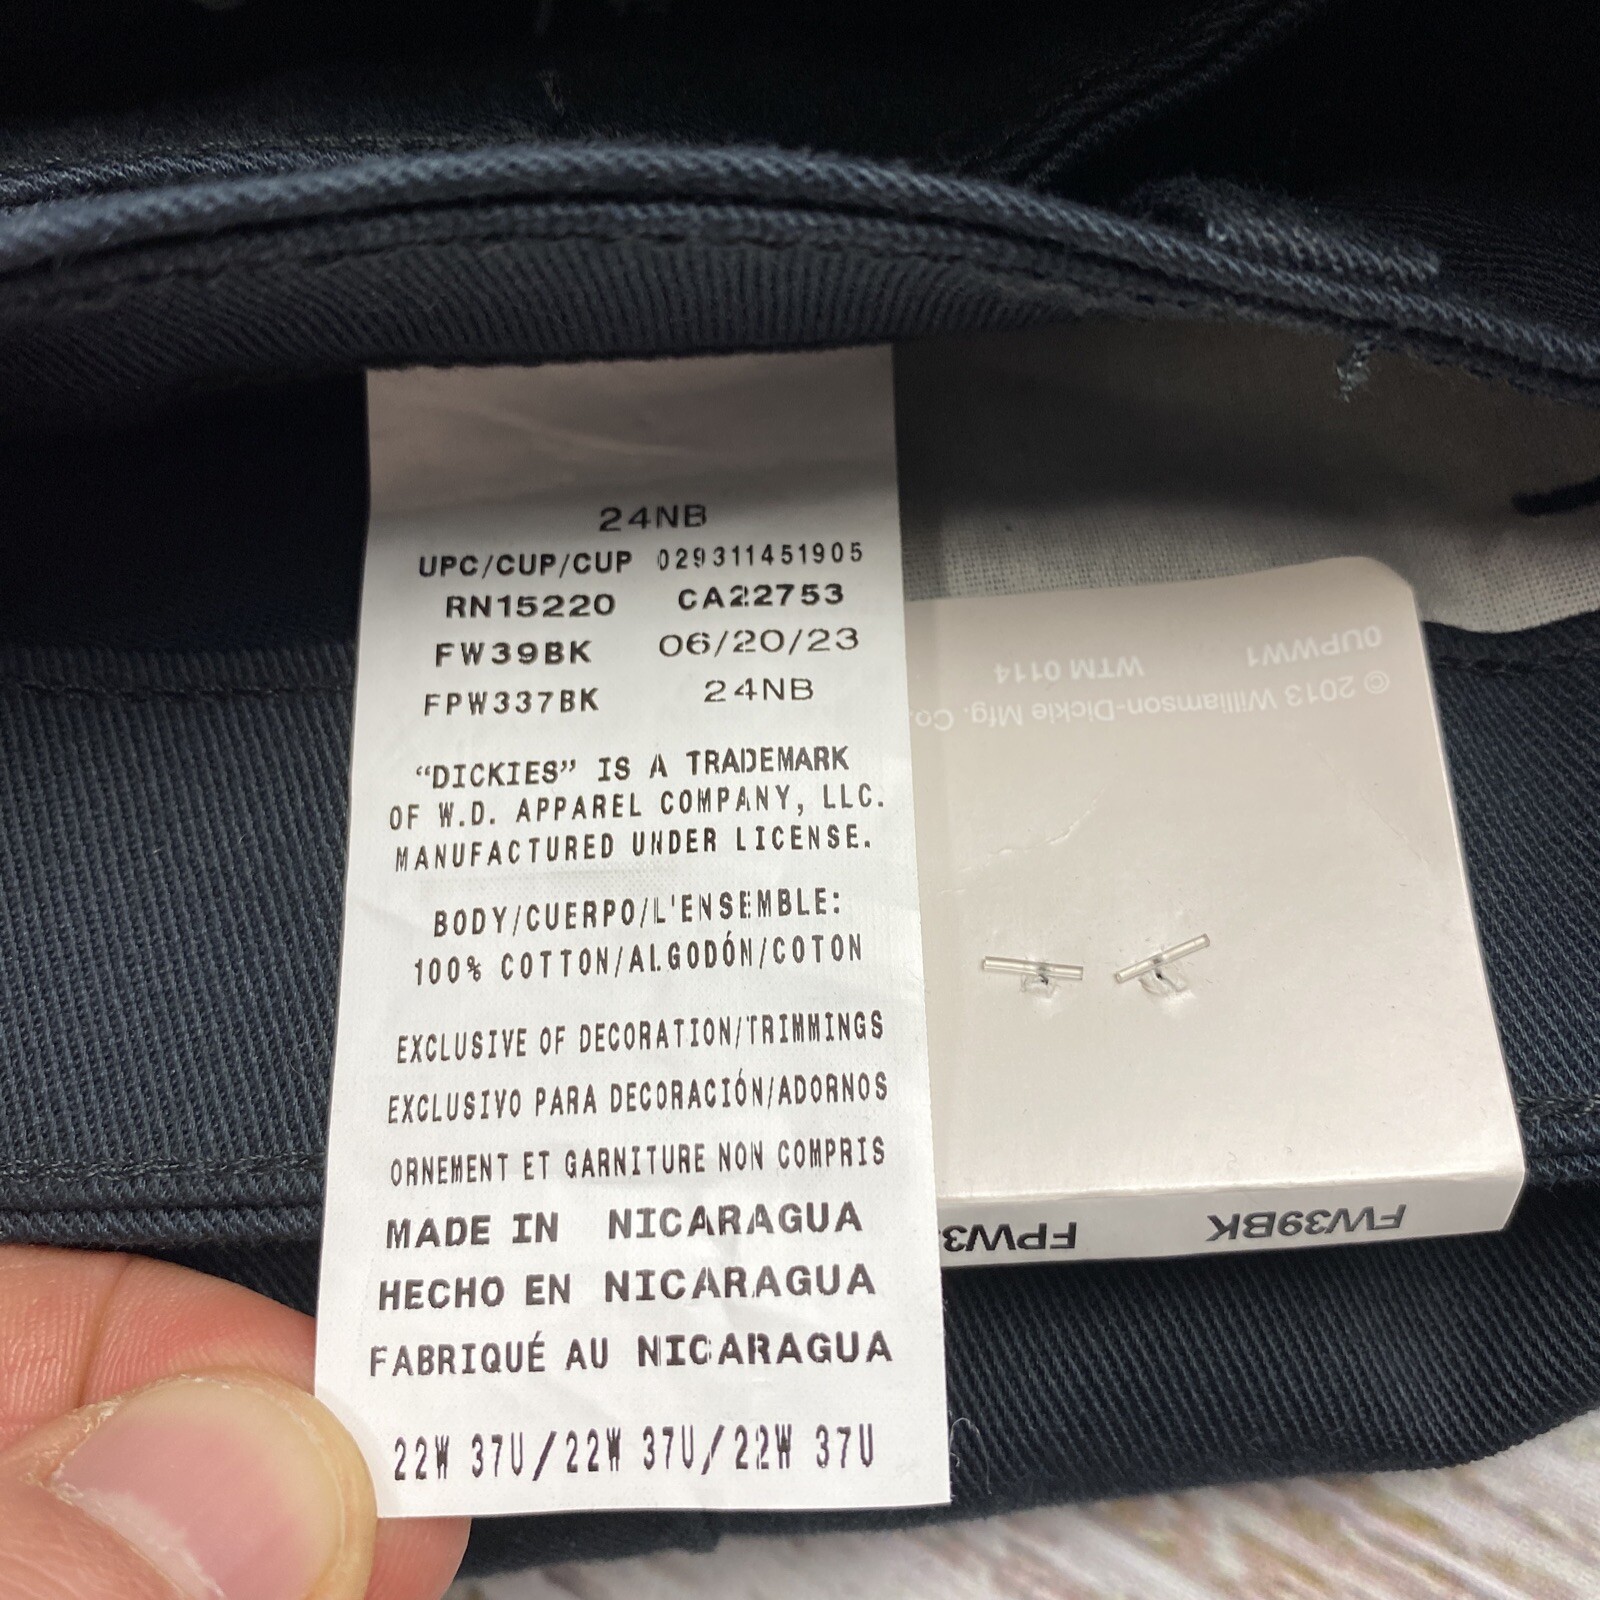 24NB
UPC/CUP/CUP 029311451905
RN15220 CA22753
FW39BK 06/20/23
FPW337BK 24NB
“DICKIES” IS A TRADEMARK
OF W.D. APPAREL COMPANY, LLC.
MANUFACTURED UNDER LICENSE.
BODY/CUERPO/L'ENSEMBLE:
100% COTTON/ALGODÓN/COTON
EXCLUSIVE OF DECORATION/TRIMMINGS
EXCLUSIVO PARA DECORACIÓN/ADORNOS
ORNEMENT ET GARNITURE NON COMPRIS
MADE IN NICARAGUA
HECHO EN NICARAGUA
FABRIQUÉ AU NICARAGUA
22W 37U/22W 37U/22W 37U
FW39BK FPW3
© 2013 Williamson-Dickie Mfg. Co.
0UPWW1 WTM 0114